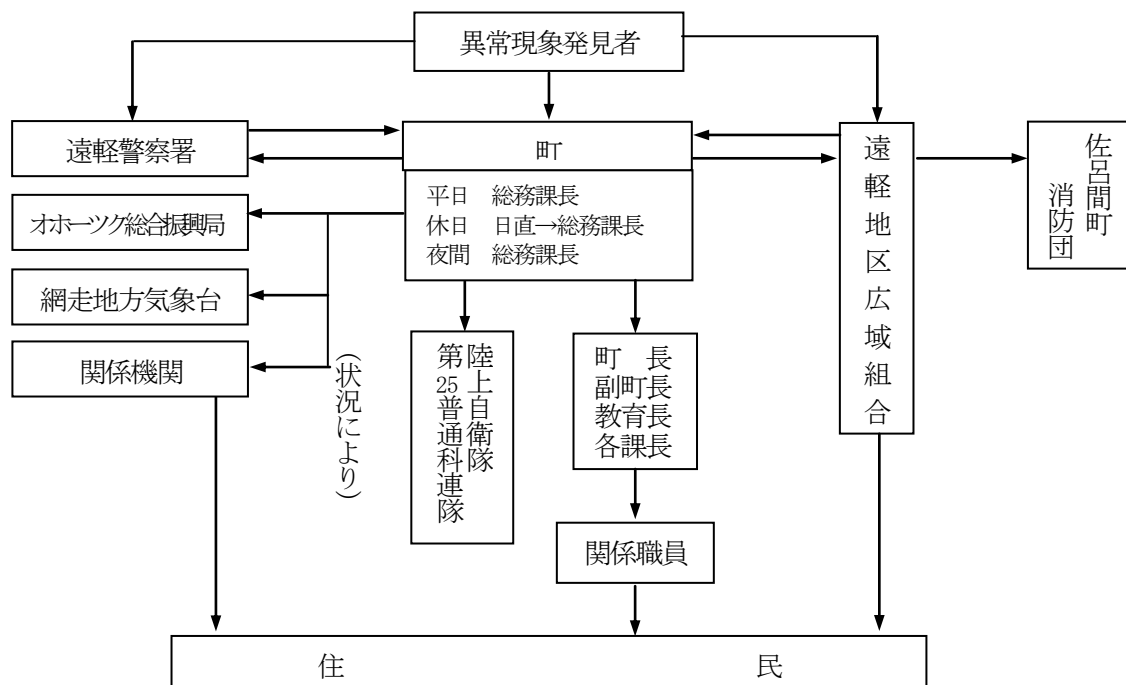 異常現象発見者
遠軽警察署
町
平日　総務課長
休日　日直→総務課長
夜間　総務課長
オホーツク総合振興局
網走地方気象台
関係機関
(状況により)
陸上自衛隊
第25普通科連隊
町　長
副町長
教育長
各課長
関係職員
遠軽地区広域組合
佐呂間町
消防団
住　民